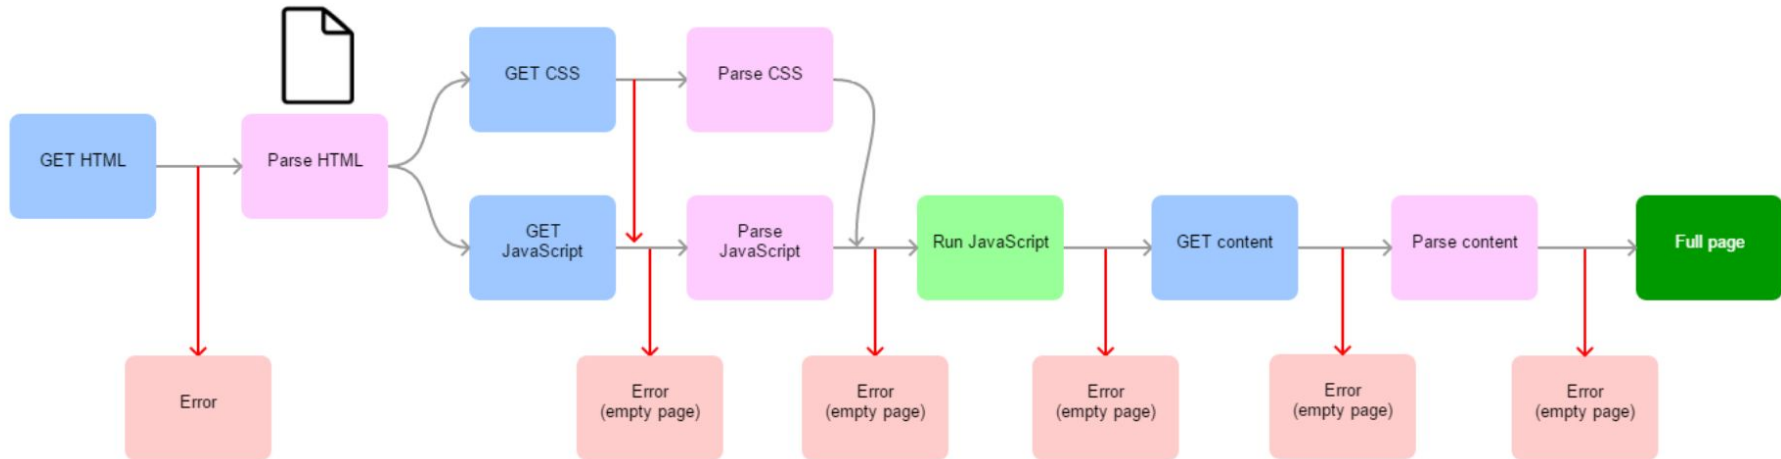 GET HTML
Parse HTML
GET CSS
Parse CSS
GET
JavaScript
Parse
JavaScript
Run JavaScript
GET content
Parse content
Full page
Error
Error
(empty page)
Error
(empty page)
Error
(empty page)
Error
(empty page)
Error
(empty page)